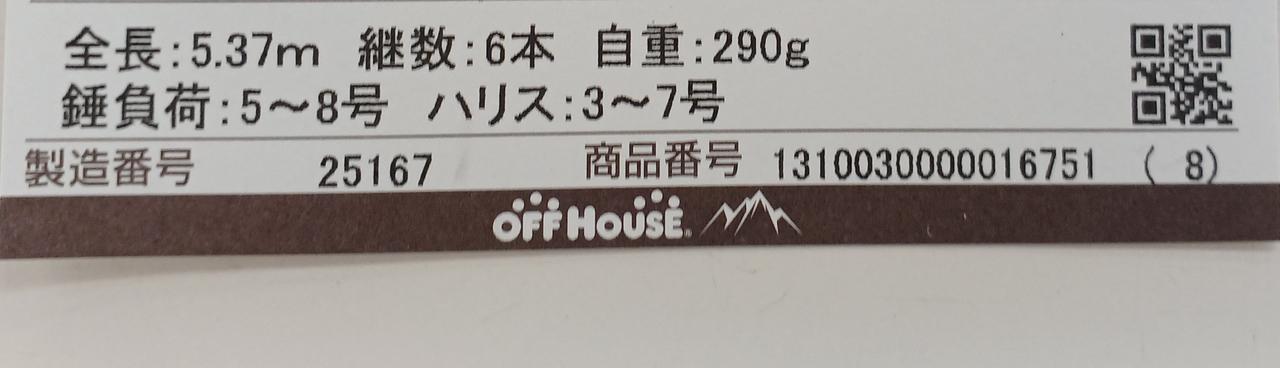 全長:5.37m 継数:6本 自重:290g
錘負荷:5～8号 ハリス:3～7号
製造番号 25167 商品番号 1310030000016751 ( 8)
OFF HOUSE.